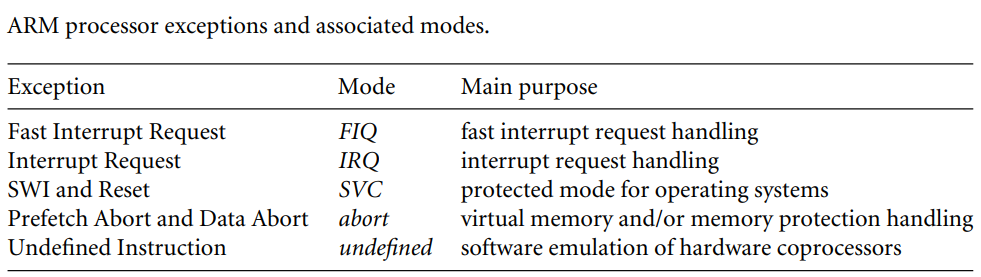 ARM processor exceptions and associated modes.
Exception Mode Main purpose
Fast Interrupt Request FIQ fast interrupt request handling
Interrupt Request IRQ interrupt request handling
SWI and Reset SVC protected mode for operating systems
Prefetch Abort and Data Abort abort virtual memory and/or memory protection handling
Undefined Instruction undefined software emulation of hardware coprocessors